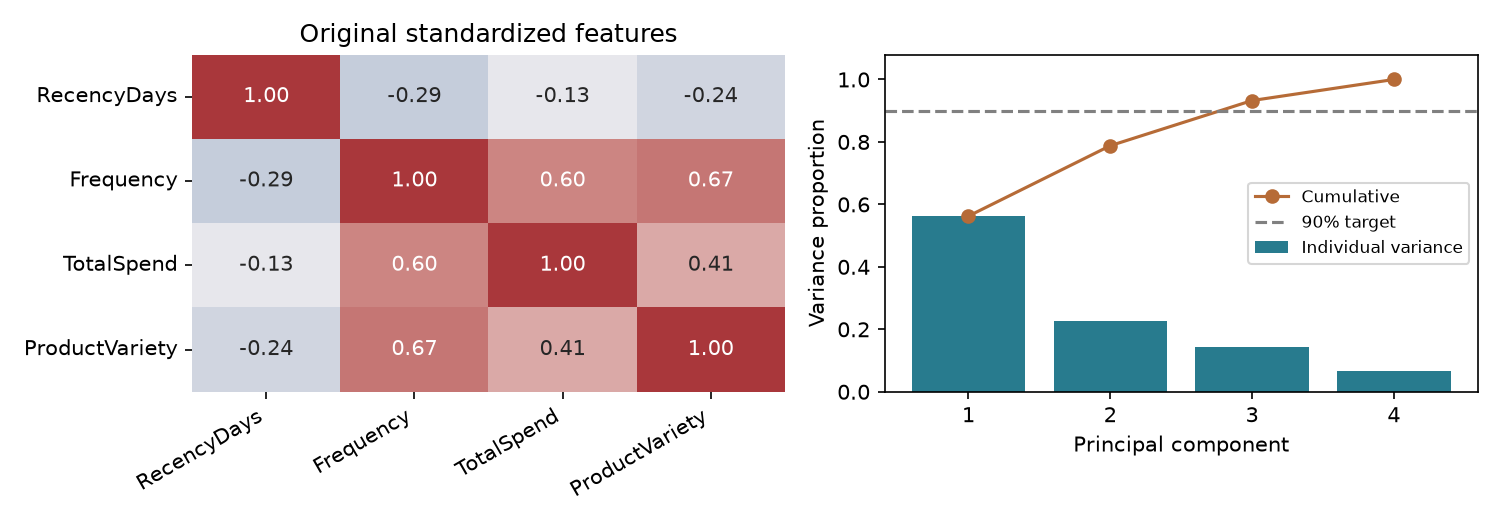 Original standardized features
RecencyDays
Frequency
TotalSpend
ProductVariety
1.00 -0.29 -0.13 -0.24
-0.29 1.00 0.60 0.67
-0.13 0.60 1.00 0.41
-0.24 0.67 0.41 1.00
RecencyDays
Frequency
TotalSpend
ProductVariety
Variance proportion
1.0
0.8
0.6
0.4
0.2
0.0
Cumulative
90% target
Individual variance
1 2 3 4
Principal component